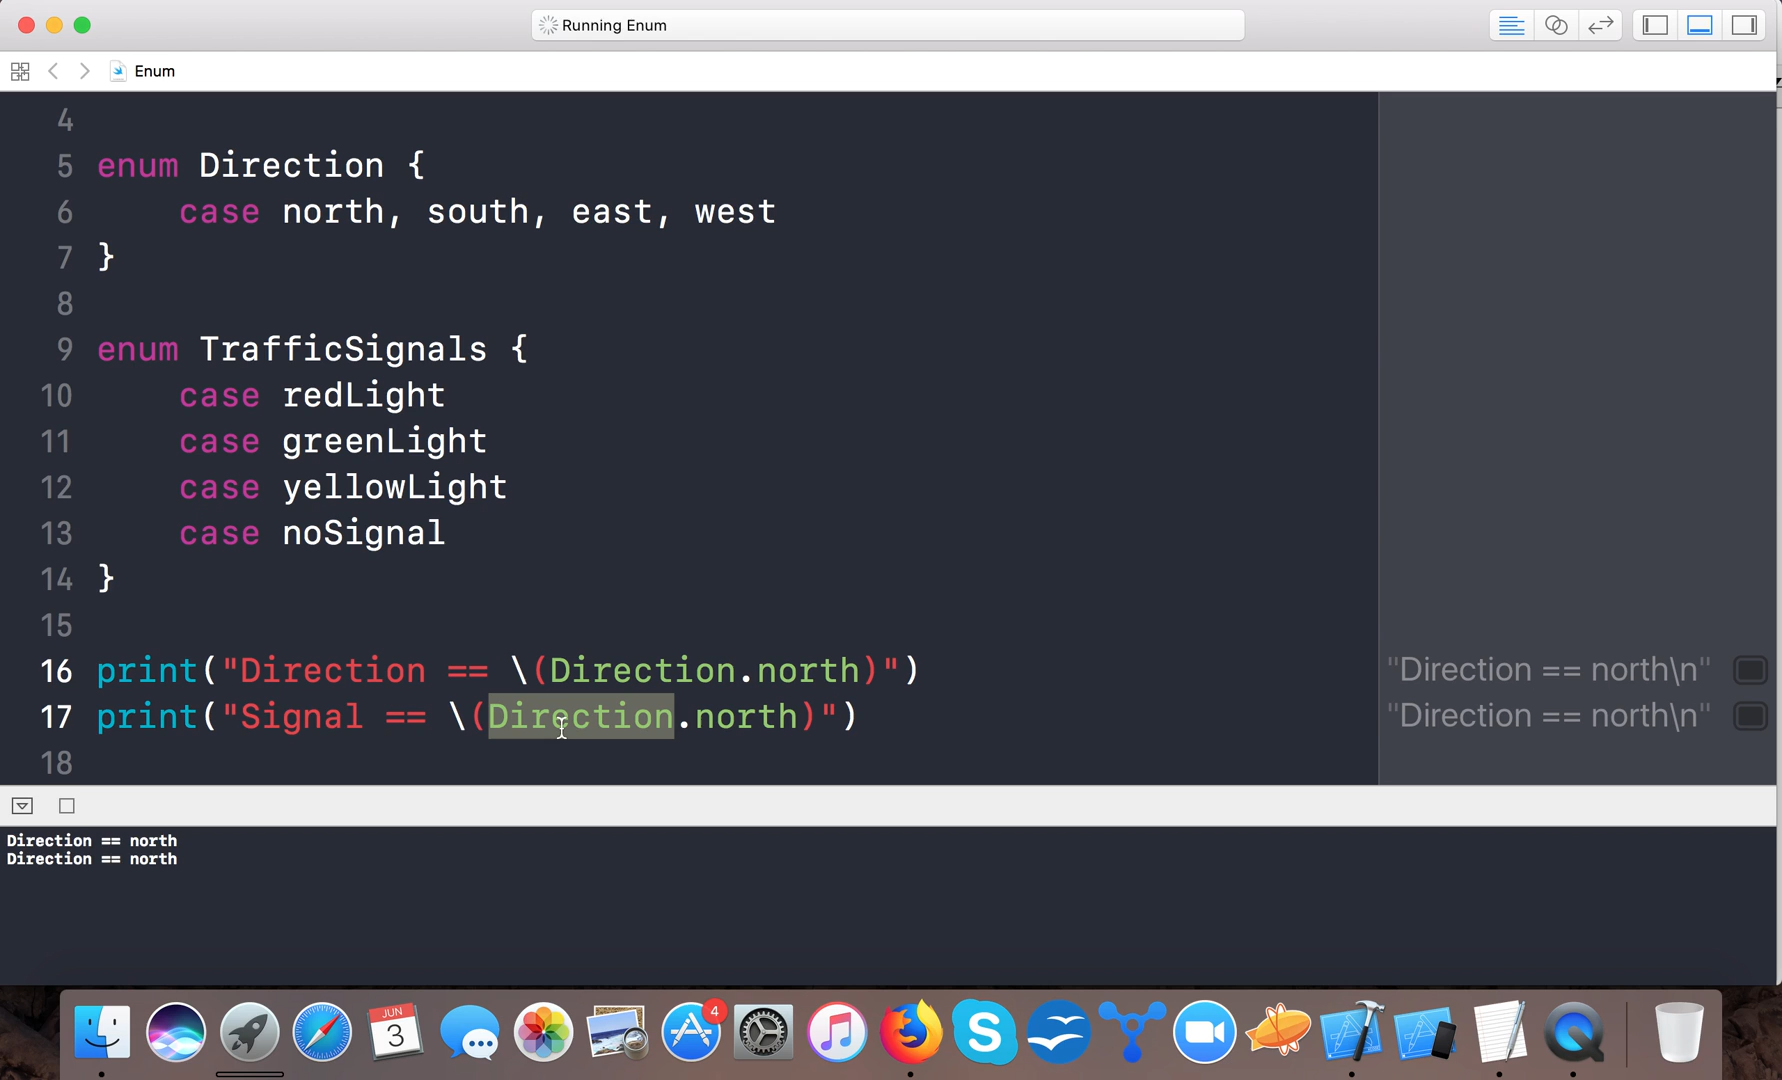 Running Enum
Enum
4
5 enum Direction {
6 case north, south, east, west
7 }
8
9 enum TrafficSignals {
10 case redLight
11 case greenLight
12 case yellowLight
13 case noSignal
14 }
15
16 print("Direction == \(Direction.north)") "Direction == north\n"
17 print("Signal == \(Direction.north)") "Direction == north\n"
18
Direction == north
Direction == north
JUN
3
4